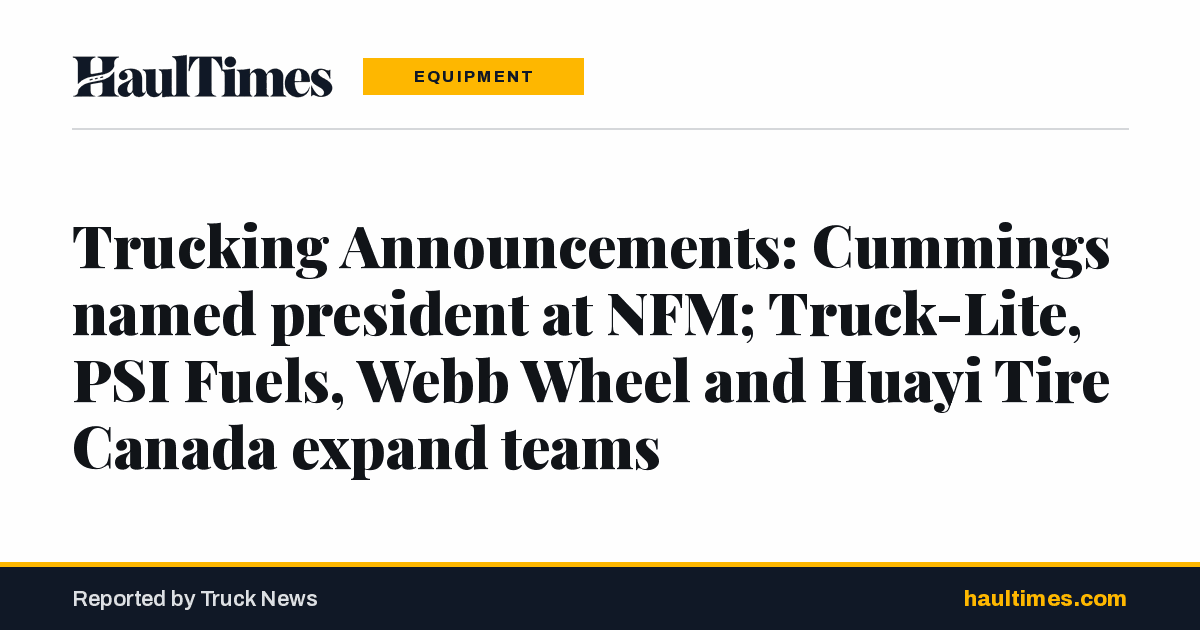 HaulTimes
EQUIPMENT
Trucking Announcements: Cummings
named president at NFM; Truck-Lite,
PSI Fuels, Webb Wheel and Huayi Tire
Canada expand teams
Reported by Truck News
haultimes.com